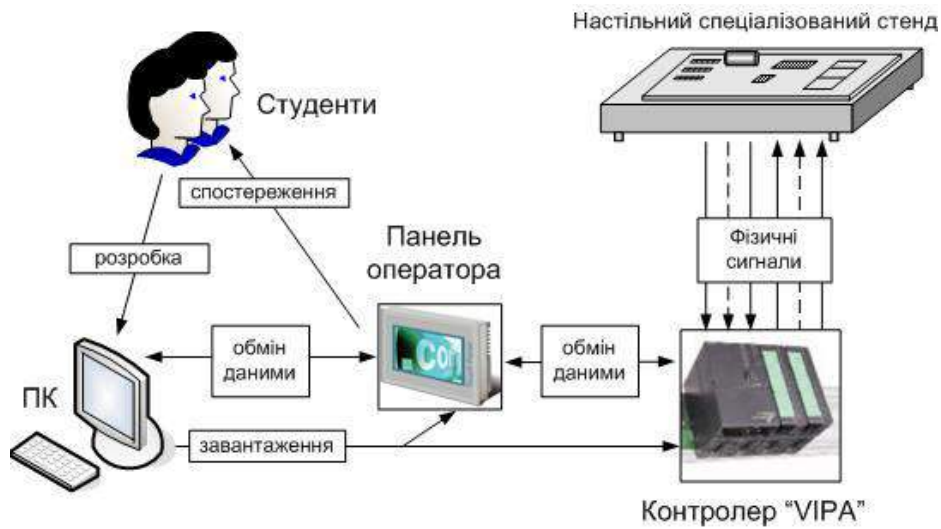 Настільний спеціалізований стенд
Студенти
спостереження
розробка
Панель
оператора
Фізичні
сигнали
обмін
даними
обмін
даними
ПК
завантаження
Контролер “VIPA”